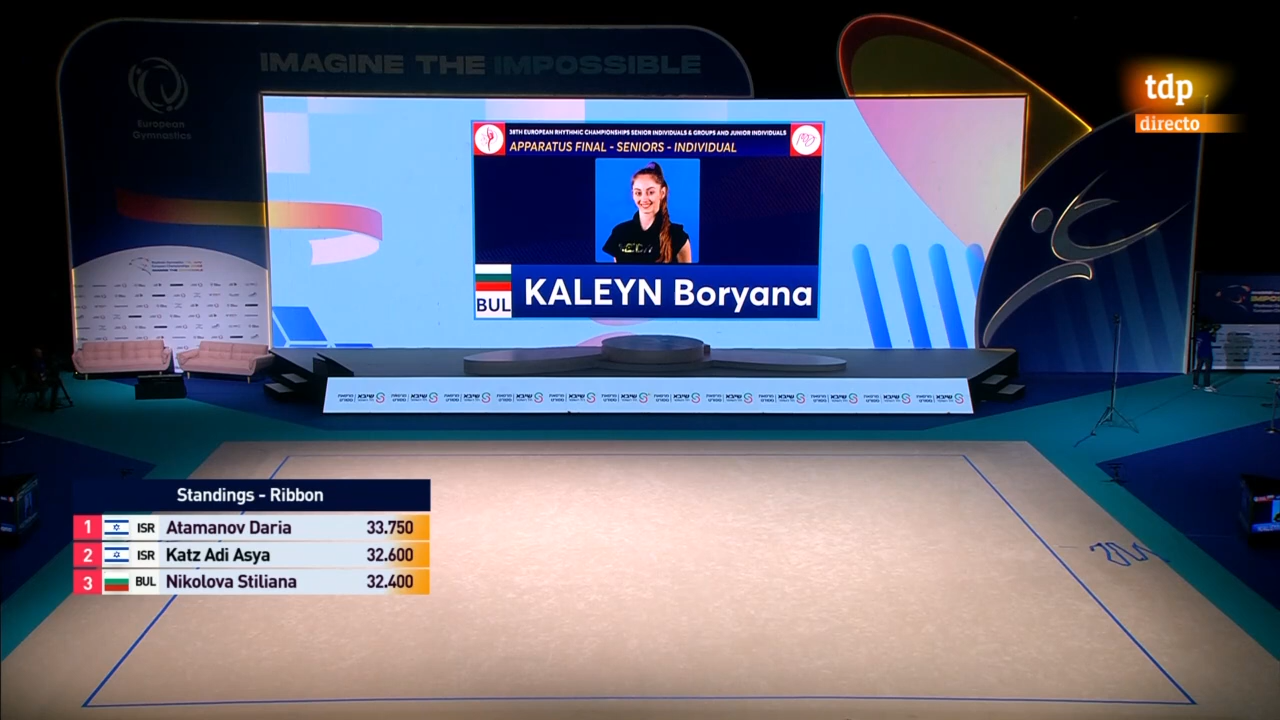 IMAGINE THE IMPOSSIBLE
European
Gymnastics
tdp
directo
38TH EUROPEAN RHYTHMIC CHAMPIONSHIPS SENIOR INDIVIDUALS & GROUPS AND JUNIOR INDIVIDUALS
APPARATUS FINAL - SENIORS - INDIVIDUAL
BUL
KALEYN Boryana
שיבא
Standings - Ribbon
1 ISR Atamanov Daria 33.750
2 ISR Katz Adi Asya 32.600
3 BUL Nikolova Stiliana 32.400